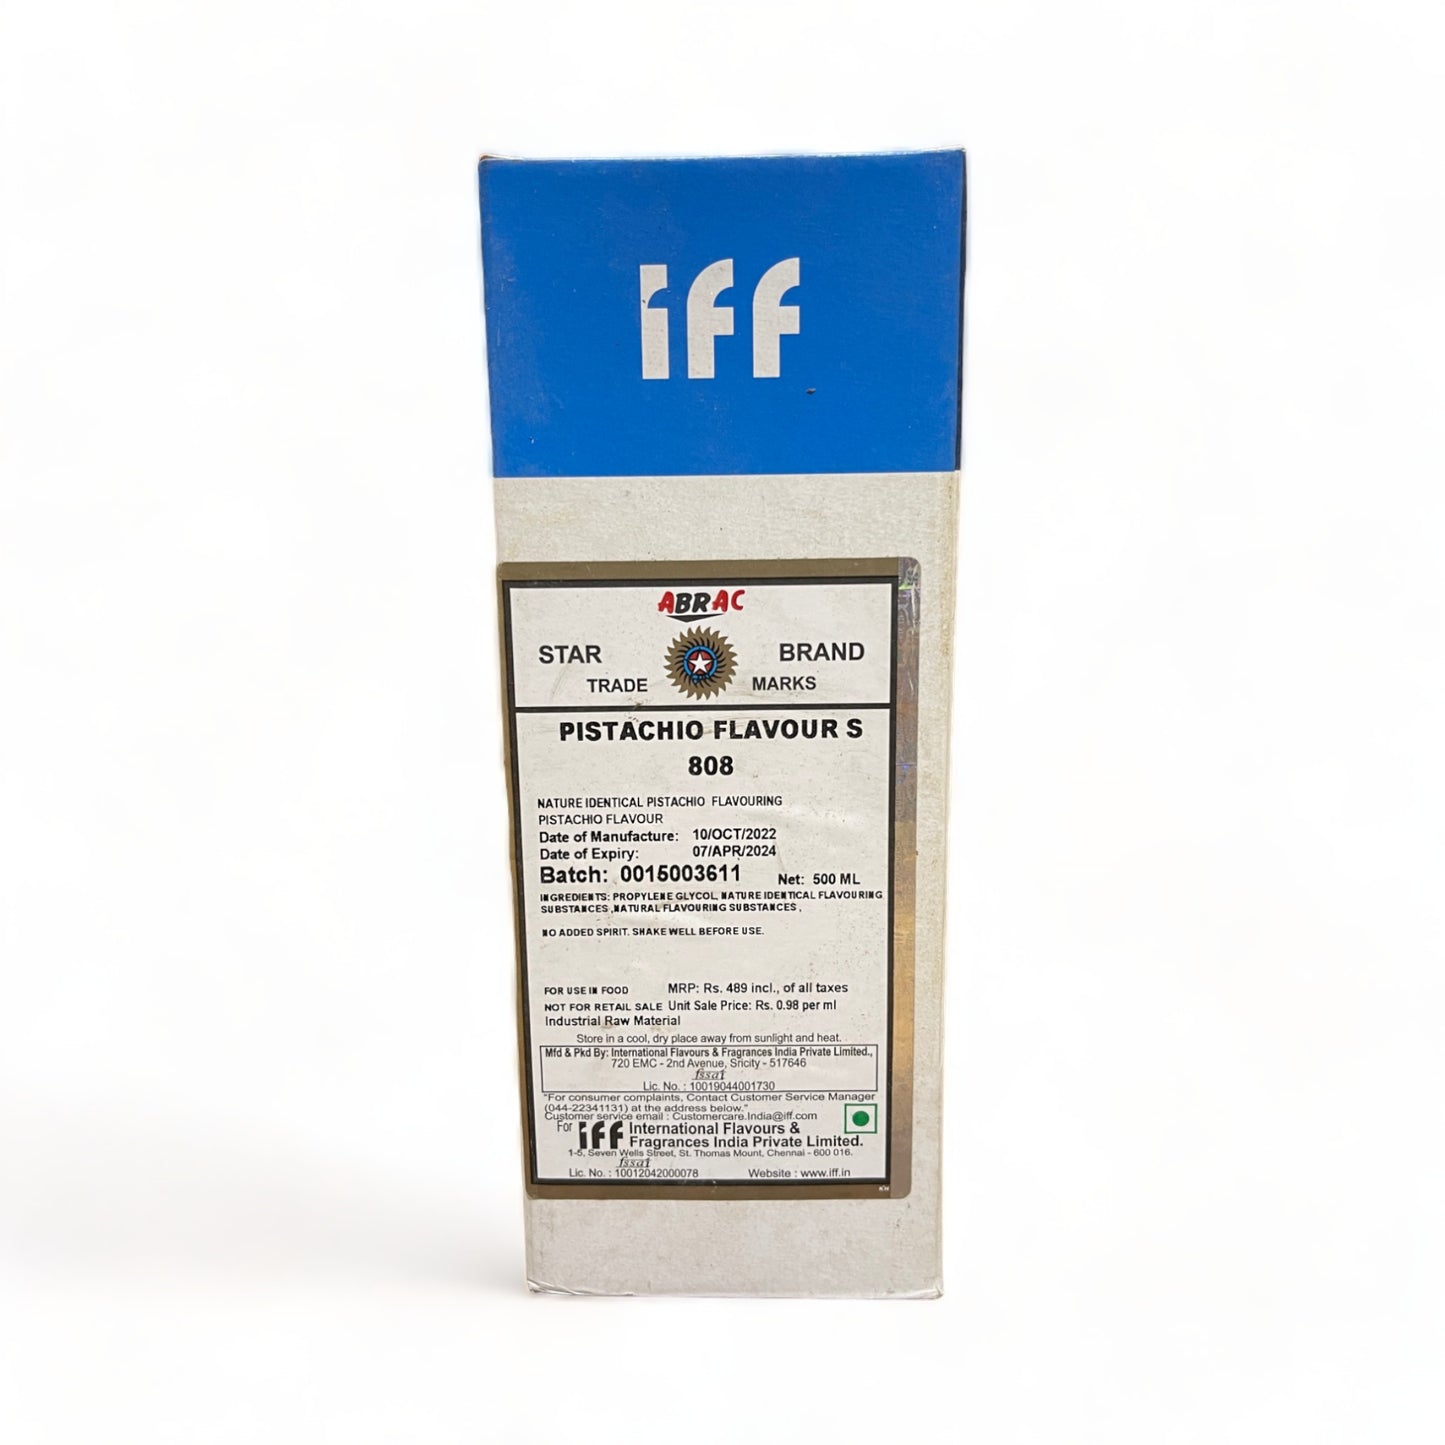 iff
ABRAC
STAR BRAND
TRADE MARKS
PISTACHIO FLAVOUR S
808
NATURE IDENTICAL PISTACHIO FLAVOURING
PISTACHIO FLAVOUR
Date of Manufacture: 10/OCT/2022
Date of Expiry: 07/APR/2024
Batch: 0015003611 Net: 500 ML
INGREDIENTS: PROPYLENE GLYCOL, NATURE IDENTICAL FLAVOURING
SUBSTANCES ,NATURAL FLAVOURING SUBSTANCES ,
NO ADDED SPIRIT. SHAKE WELL BEFORE USE.
FOR USE IN FOOD MRP: Rs. 489 incl., of all taxes
NOT FOR RETAIL SALE Unit Sale Price: Rs. 0.98 per ml
Industrial Raw Material
Store in a cool, dry place away from sunlight and heat.
Mfd & Pkd By: International Flavours & Fragrances India Private Limited.,
720 EMC - 2nd Avenue, Sricity - 517646
fssai
Lic. No. : 10019044001730
"For consumer complaints, Contact Customer Service Manager
(044-22341131) at the address below."
Customer service email : Customercare.India@iff.com
For iff International Flavours &
Fragrances India Private Limited.
1-5, Seven Wells Street, St. Thomas Mount, Chennai - 600 016.
fssai
Lic. No. : 10012042000078 Website : www.iff.in